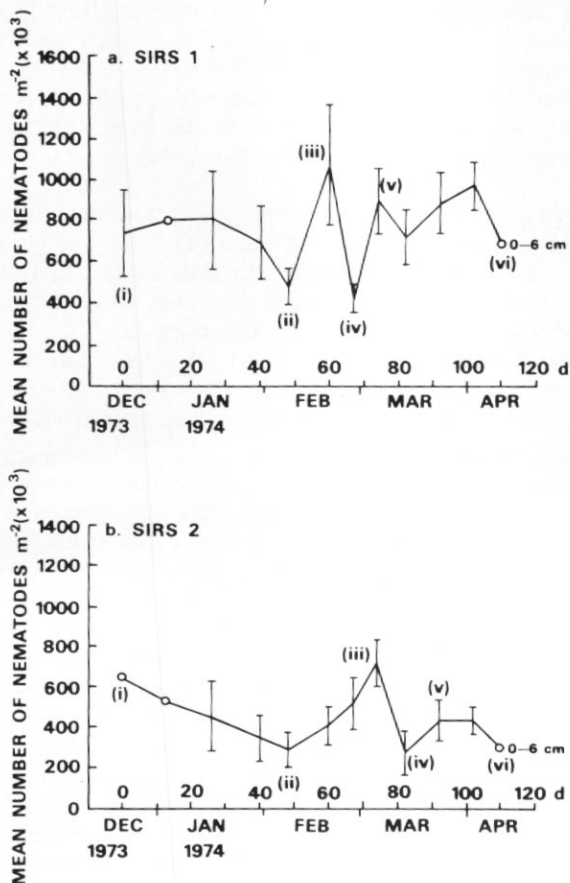 MEAN NUMBER OF NEMATODES m⁻²(x10³)
a. SIRS 1
1600
1400
1200
1000
800
600
400
200
0
(i)
(ii)
(iii)
(iv)
(v)
(vi)
0–6 cm
0 20 40 60 80 100 120 d
DEC JAN FEB MAR APR
1973 1974
MEAN NUMBER OF NEMATODES m⁻²(x10³)
b. SIRS 2
1400
1200
1000
800
600
400
200
0
(i)
(ii)
(iii)
(iv)
(v)
(vi)
0–6 cm
0 20 40 60 80 100 120 d
DEC JAN FEB MAR APR
1973 1974